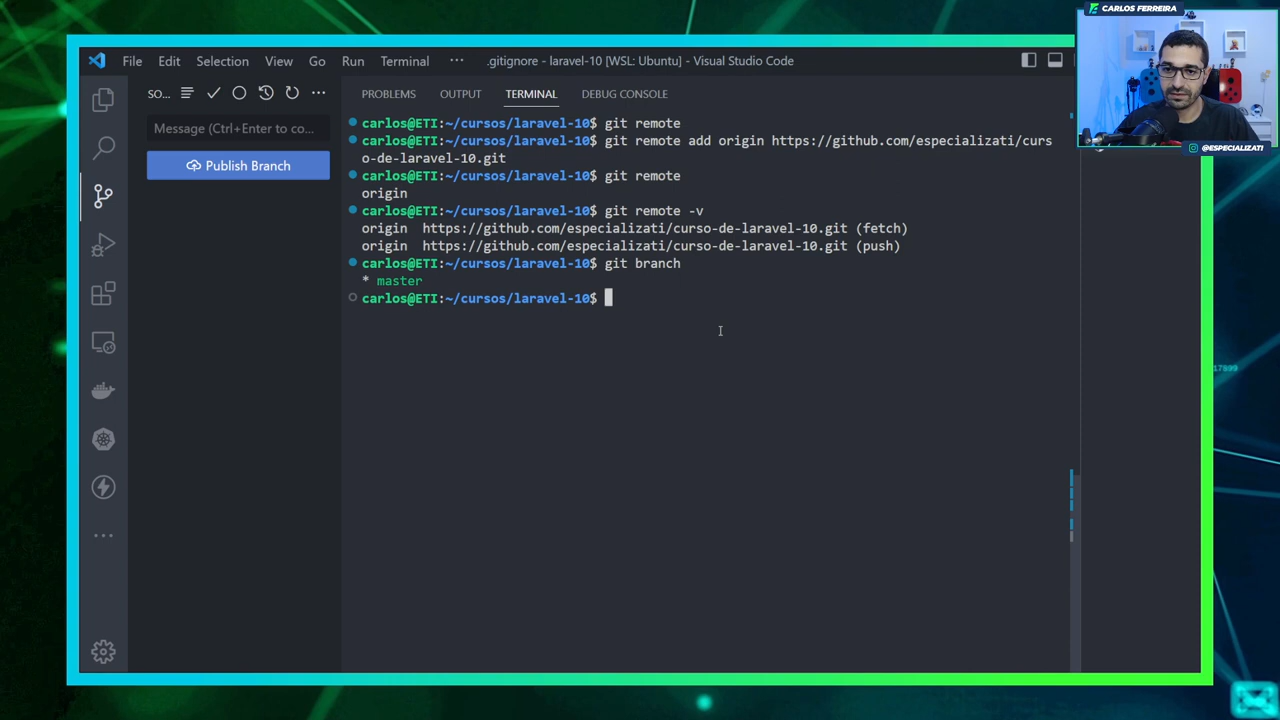 CARLOS FERREIRA
File Edit Selection View Go Run Terminal ··· .gitignore - laravel-10 [WSL: Ubuntu] - Visual Studio Code
SO... ···
PROBLEMS OUTPUT TERMINAL DEBUG CONSOLE
Message (Ctrl+Enter to co...
Publish Branch
carlos@ETI:~/cursos/laravel-10$ git remote
carlos@ETI:~/cursos/laravel-10$ git remote add origin https://github.com/especializati/curs
o-de-laravel-10.git
carlos@ETI:~/cursos/laravel-10$ git remote
origin
carlos@ETI:~/cursos/laravel-10$ git remote -v
origin  https://github.com/especializati/curso-de-laravel-10.git (fetch)
origin  https://github.com/especializati/curso-de-laravel-10.git (push)
carlos@ETI:~/cursos/laravel-10$ git branch
* master
carlos@ETI:~/cursos/laravel-10$
@ESPECIALIZATI
17899